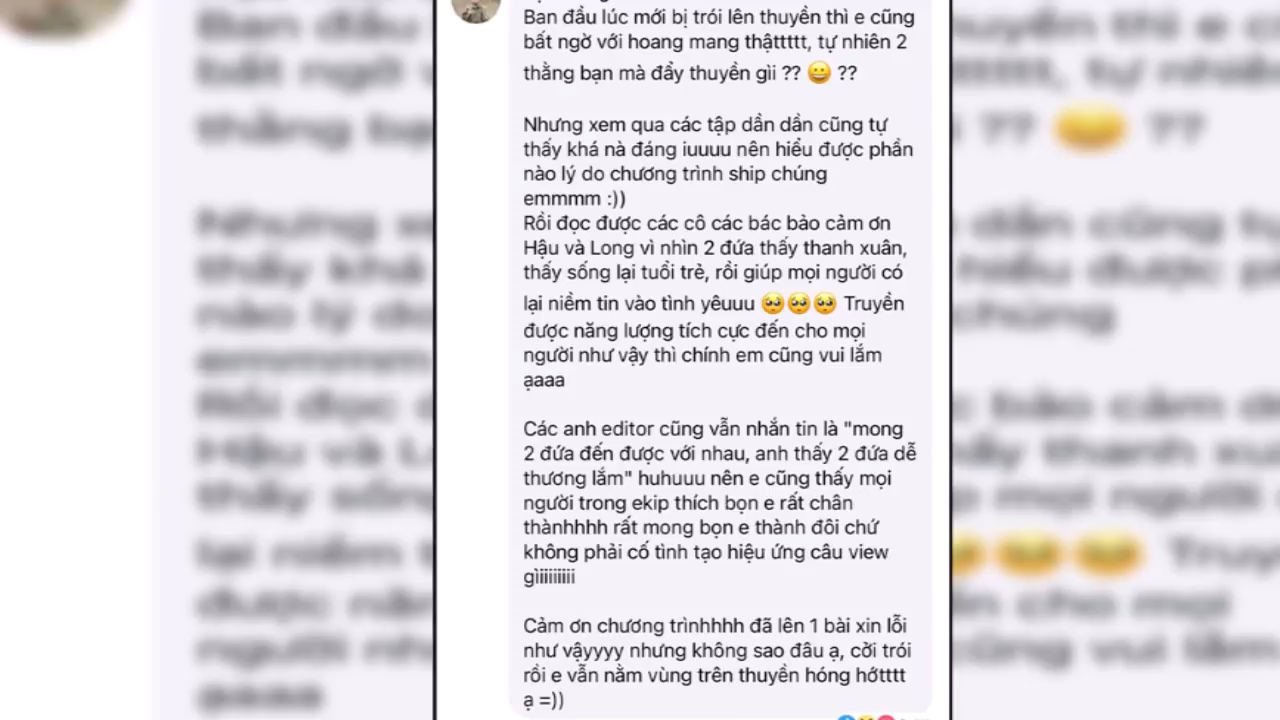 Ban đầu lúc mới bị trói lên thuyền thì e cũng
bất ngờ với hoang mang thậttttt, tự nhiên 2
thằng bạn mà đẩy thuyền gìi ?? 😀 ??
Nhưng xem qua các tập dần dần cũng tự
thấy khá nà đáng iuuuu nên hiểu được phần
nào lý do chương trình ship chúng
emmmm :))
Rồi đọc được các cô các bác bảo cảm ơn
Hậu và Long vì nhìn 2 đứa thấy thanh xuân,
thấy sống lại tuổi trẻ, rồi giúp mọi người có
lại niềm tin vào tình yêuuu 🥺🥺🥺 Truyền
được năng lượng tích cực đến cho mọi
người như vậy thì chính em cũng vui lắm
ạaaa
Các anh editor cũng vẫn nhắn tin là "mong
2 đứa đến được với nhau, anh thấy 2 đứa dễ
thương lắm" huhuuu nên e cũng thấy mọi
người trong ekip thích bọn e rất chân
thànhhhh rất mong bọn e thành đôi chứ
không phải cố tình tạo hiệu ứng câu view
gìiiiiiiii
Cảm ơn chương trìnhhhh đã lên 1 bài xin lỗi
như vậyyyy nhưng không sao đâu ạ, cởi trói
rồi e vẫn nằm vùng trên thuyền hóng hớtttt
ạ =))